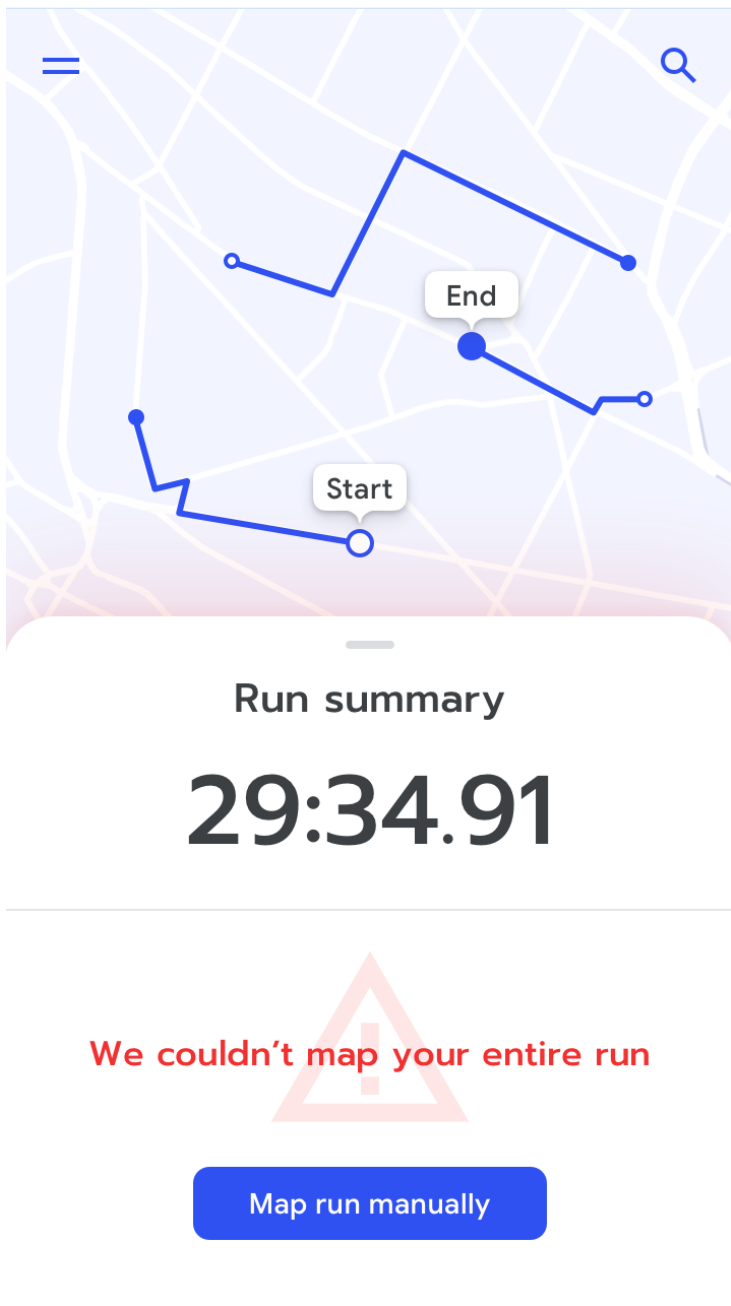 End
Start
Run summary
29:34.91
We couldn’t map your entire run
Map run manually